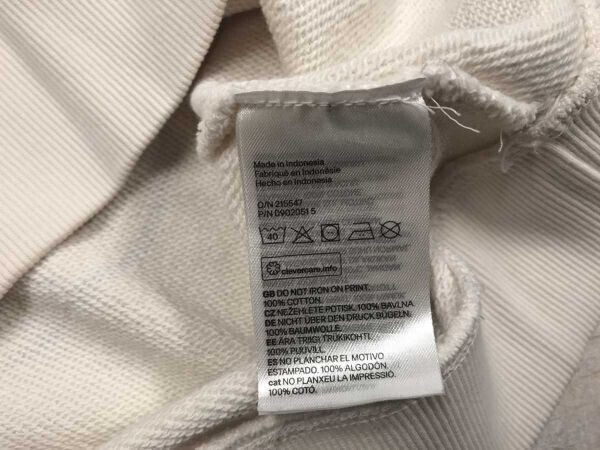 Made in Indonesia
Fabriqué en Indonésie
Hecho en Indonesia
O/N 215547
P/N 0902051 5
40
clevercare.info
GB DO NOT IRON ON PRINT.
100% COTTON.
CZ NEŽEHLETE POTISK. 100% BAVLNA
DE NICHT ÜBER DEN DRUCK BÜGELN.
100% BAUMWOLLE.
EE ÄRA TRIIGI TRÜKIKOHTI.
100% PUUVILL.
ES NO PLANCHAR EL MOTIVO
ESTAMPADO. 100% ALGODÓN.
cat NO PLANXEU LA IMPRESSIÓ.
100% COTÓ.